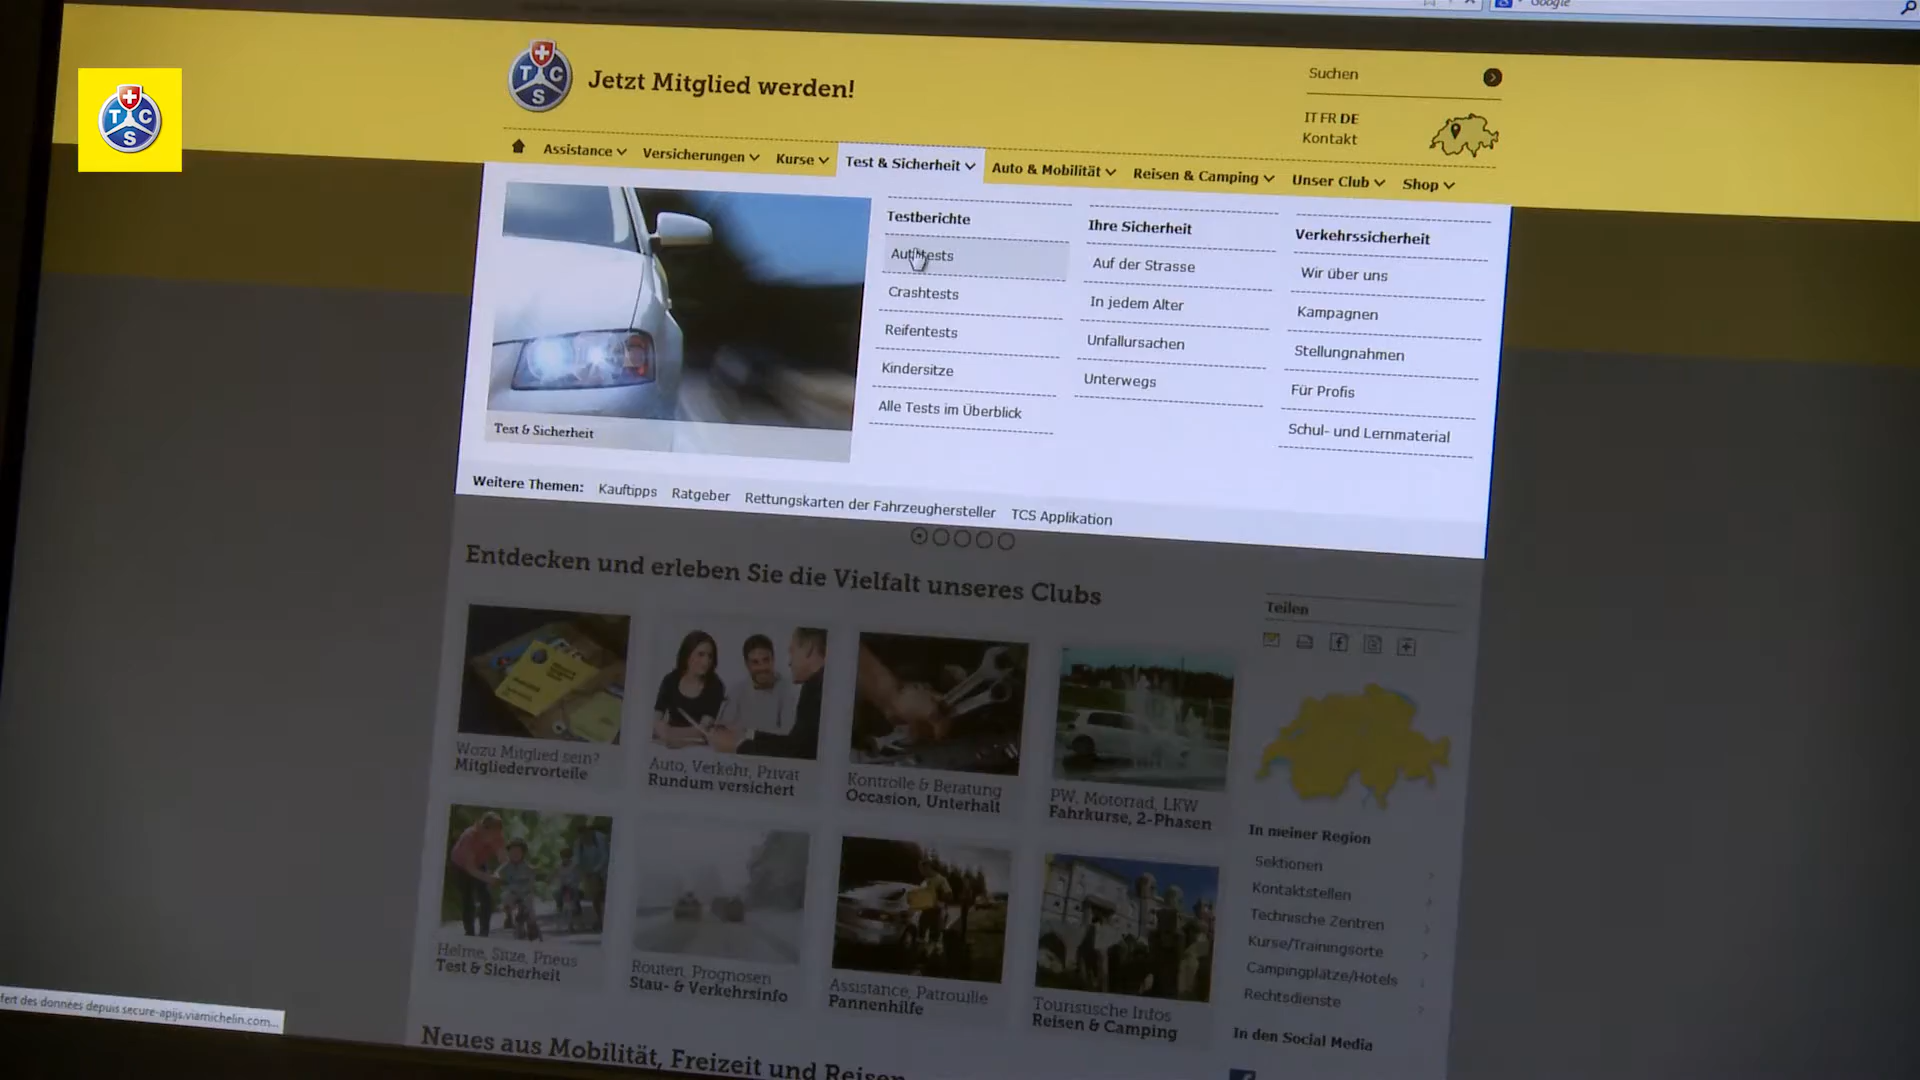 Google
T C S
Jetzt Mitglied werden!
Suchen
IT FR DE
Kontakt
T C S
Assistance Versicherungen Kurse Test & Sicherheit Auto & Mobilität Reisen & Camping Unser Club Shop
Testberichte
Autotests
Crashtests
Reifentests
Kindersitze
Alle Tests im Überblick
Ihre Sicherheit
Auf der Strasse
In jedem Alter
Unfallursachen
Unterwegs
Verkehrssicherheit
Wir über uns
Kampagnen
Stellungnahmen
Für Profis
Schul- und Lernmaterial
Test & Sicherheit
Weitere Themen: Kauftipps Ratgeber Rettungskarten der Fahrzeughersteller TCS Applikation
Entdecken und erleben Sie die Vielfalt unseres Clubs
Teilen
Wozu Mitglied sein?
Mitgliedervorteile
Auto, Verkehr, Privat
Rundum versichert
Kontrolle & Beratung
Occasion, Unterhalt
PW, Motorrad, LKW
Fahrkurse, 2-Phasen
Helme, Sitze, Pneus
Test & Sicherheit
Routen, Prognosen
Stau- & Verkehrsinfo
Assistance, Patrouille
Pannenhilfe
Touristische Infos
Reisen & Camping
In meiner Region
Sektionen
Kontaktstellen
Technische Zentren
Kurse/Trainingsorte
Campingplätze/Hotels
Rechtsdienste
In den Social Media
fert des données depuis secure-apijs.viamichelin.com...
Neues aus Mobilität, Freizeit und Reisen